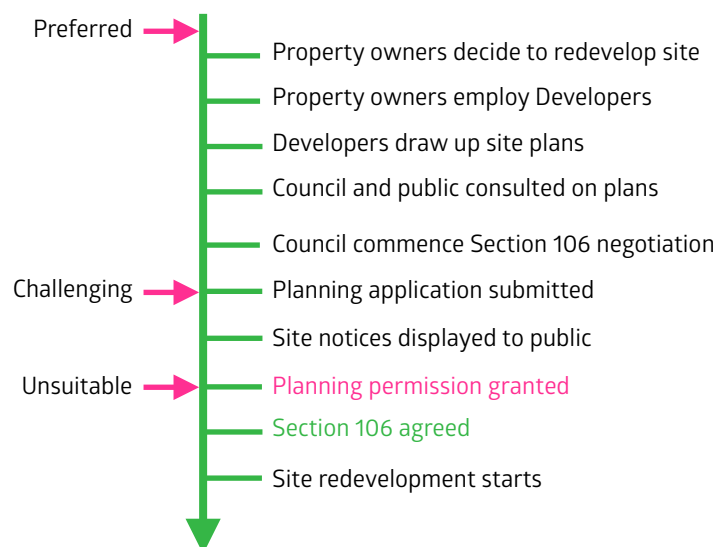 Preferred
Property owners decide to redevelop site
Property owners employ Developers
Developers draw up site plans
Council and public consulted on plans
Council commence Section 106 negotiation
Challenging
Planning application submitted
Site notices displayed to public
Unsuitable
Planning permission granted
Section 106 agreed
Site redevelopment starts